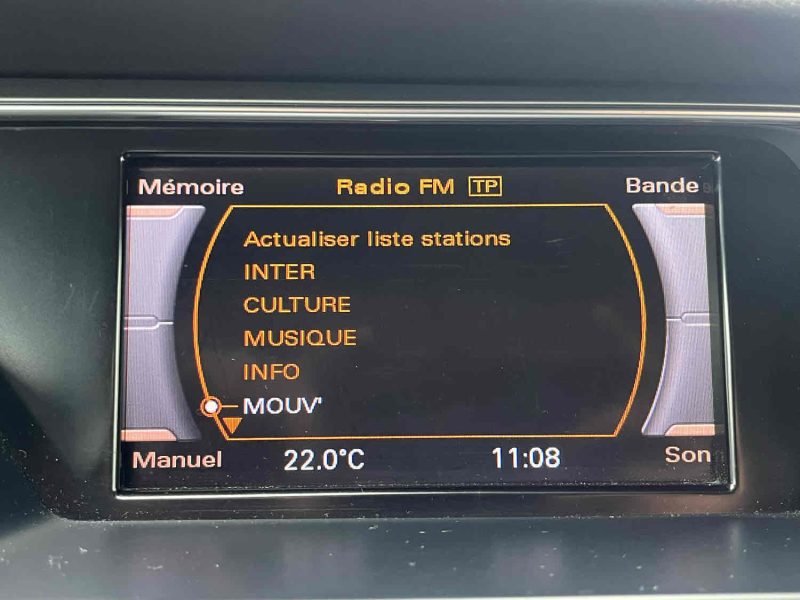 Mémoire Radio FM TP Bande
Actualiser liste stations
INTER
CULTURE
MUSIQUE
INFO
MOUV'
Manuel 22.0°C 11:08 Son